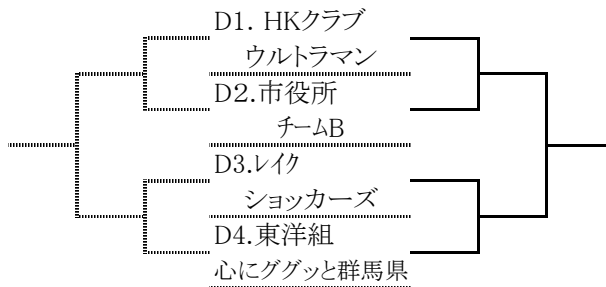 D1. HKクラブ
ウルトラマン
D2.市役所
チームB
D3.レイク
ショッカーズ
D4.東洋組
心にググッと群馬県